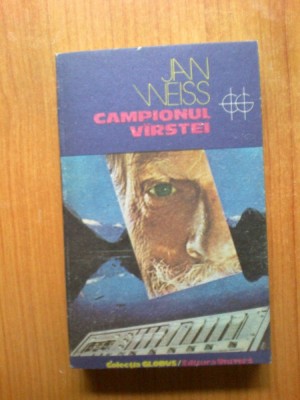 JAN
WEISS
CAMPIONUL
VÎRSTEI
Colecția GLOBUS / Editura Univers